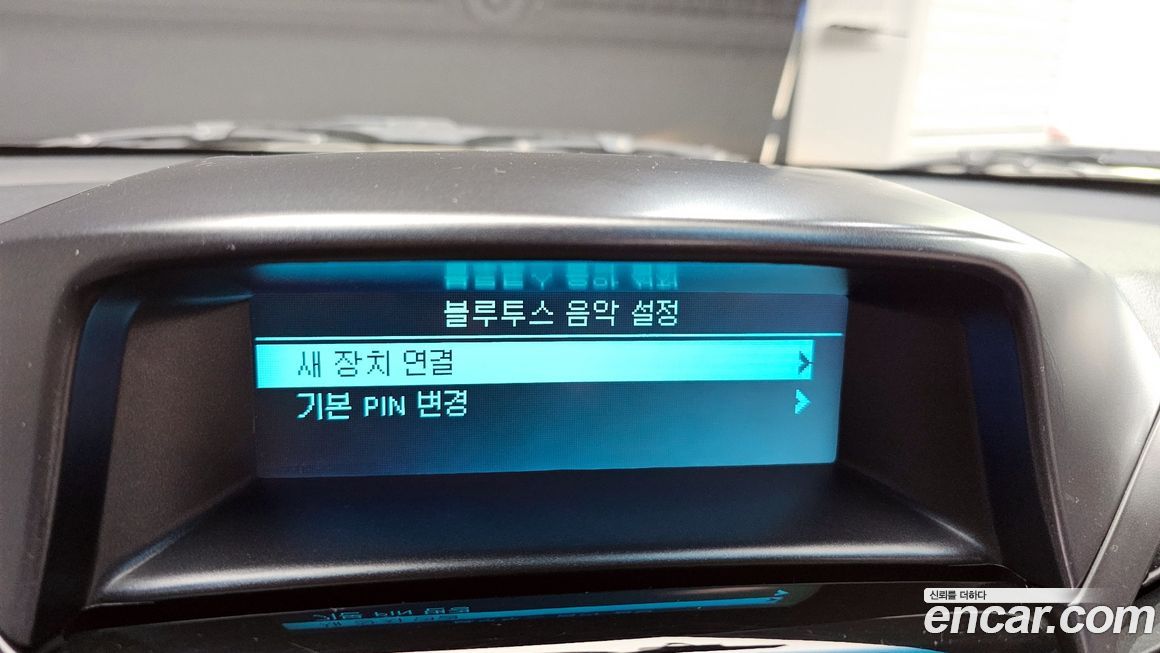 블루투스 음악 설정
새 장치 연결
기본 PIN 변경
신뢰를 더하다
encar.com